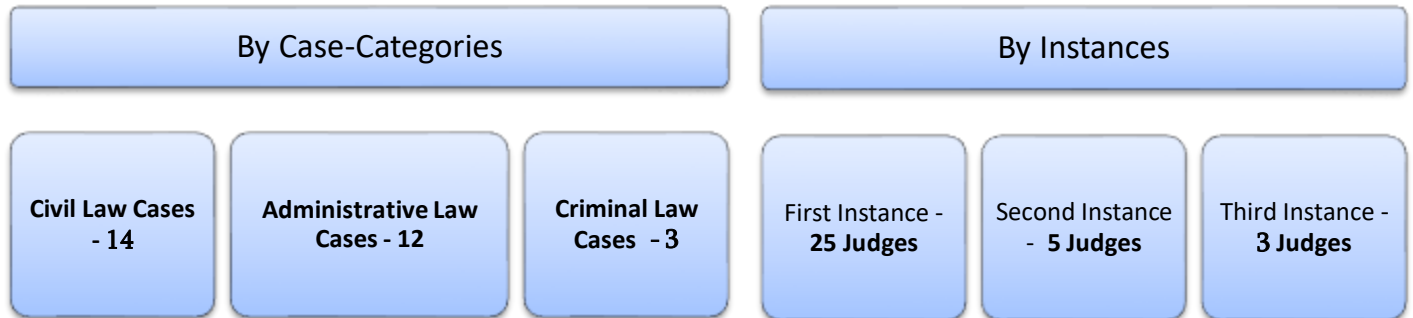 By Case-Categories
By Instances
Civil Law Cases
- 14
Administrative Law
Cases - 12
Criminal Law
Cases - 3
First Instance -
25 Judges
Second Instance
- 5 Judges
Third Instance -
3 Judges